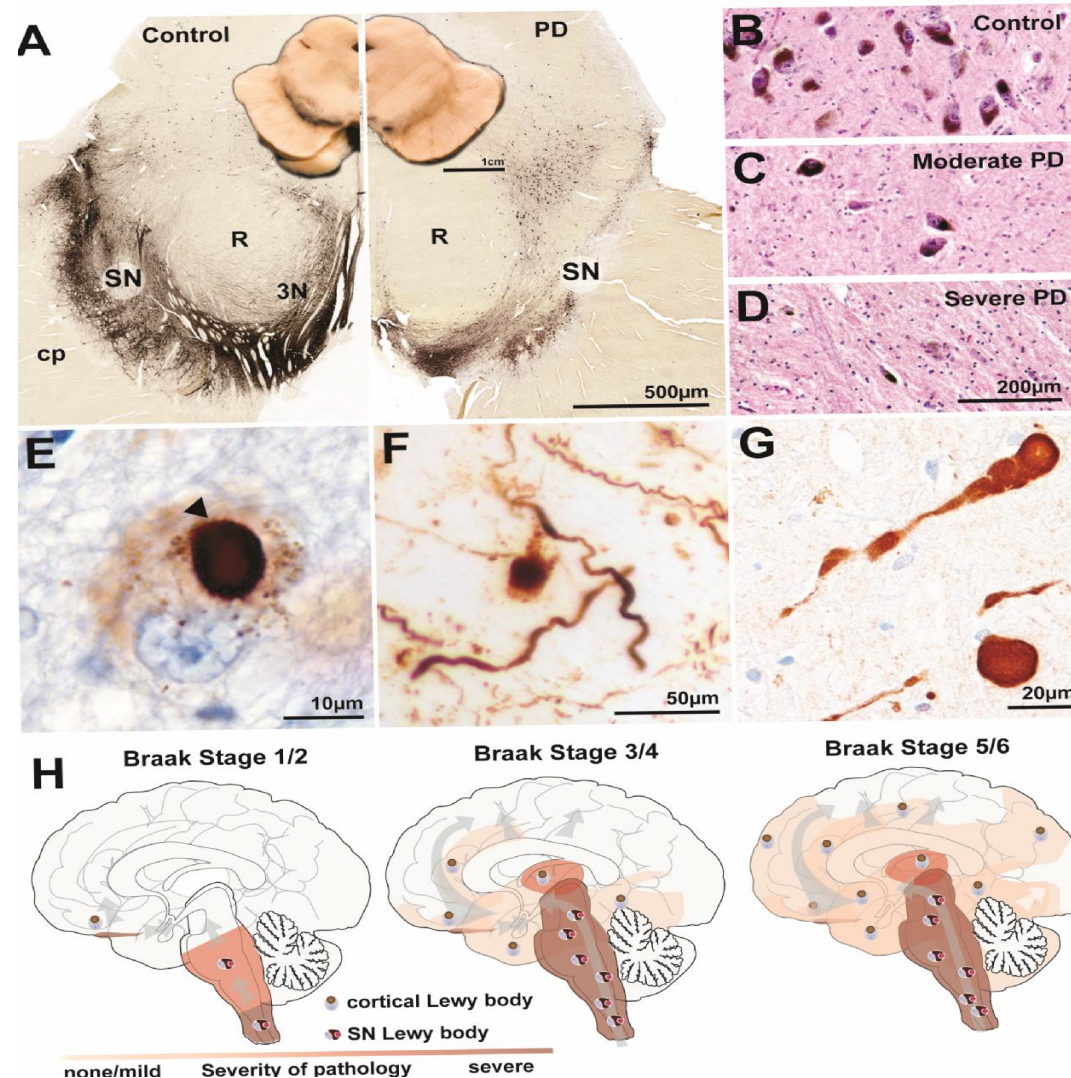 A
Control
PD
1cm
R
R
SN
3N
SN
cp
500µm
B
Control
C
Moderate PD
D
Severe PD
200µm
E
10µm
F
50µm
G
20µm
H
Braak Stage 1/2
Braak Stage 3/4
Braak Stage 5/6
cortical Lewy body
SN Lewy body
none/mild Severity of pathology severe